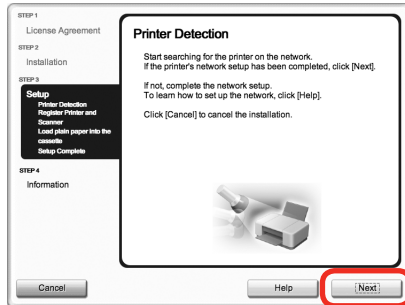 STEP 1
License Agreement
STEP 2
Installation
STEP 3
Setup
Printer Detection
Register Printer and
Scanner
Load plain paper into the
cassette
Setup Complete
STEP 4
Information
Printer Detection
Start searching for the printer on the network.
If the printer's network setup has been completed, click [Next].
If not, complete the network setup.
To learn how to set up the network, click [Help].
Click [Cancel] to cancel the installation.
Cancel
Help
Next